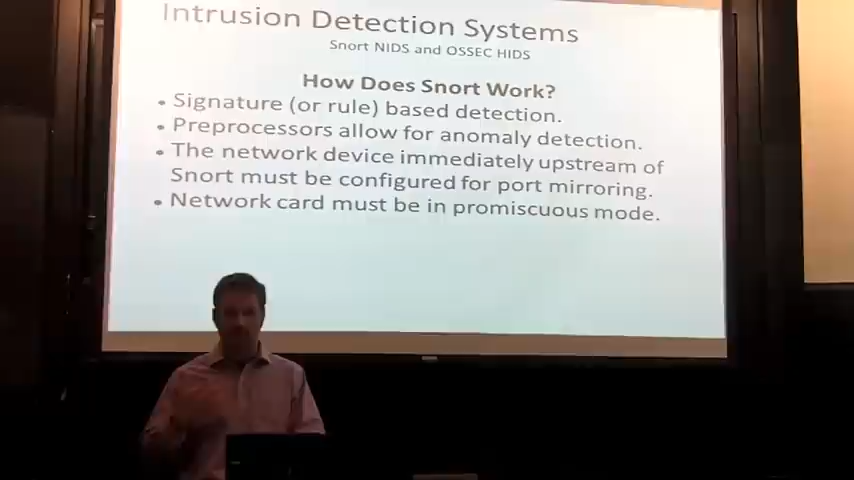 Intrusion Detection Systems
Snort NIDS and OSSEC HIDS
How Does Snort Work?
• Signature (or rule) based detection.
• Preprocessors allow for anomaly detection.
• The network device immediately upstream of
Snort must be configured for port mirroring.
• Network card must be in promiscuous mode.